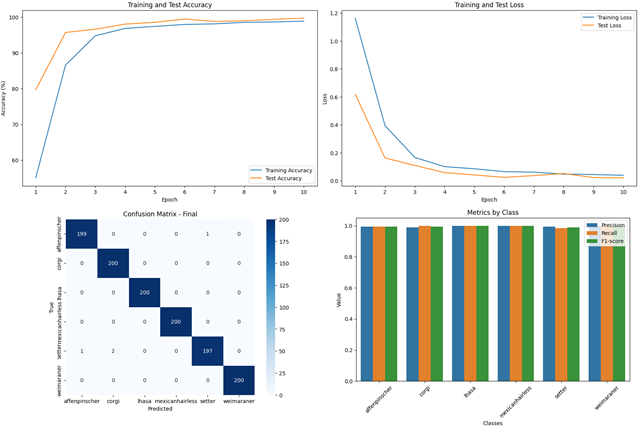 Training and Test Accuracy
100
90
80
70
60
Accuracy (%)
Training Accuracy
Test Accuracy
1 2 3 4 5 6 7 8 9 10
Epoch
Training and Test Loss
Training Loss
Test Loss
1.2
1.0
0.8
0.6
0.4
0.2
0.0
Loss
1 2 3 4 5 6 7 8 9 10
Epoch
Confusion Matrix - Final
True
affenpinscher
199 0 0 0 1 0
corgi
0 200 0 0 0 0
lhasa
0 0 200 0 0 0
mexicanhairless
0 0 0 200 0 0
setter
1 2 0 0 197 0
weimaraner
0 0 0 0 0 200
affenpinscher corgi lhasa mexicanhairless setter weimaraner
Predicted
200
175
150
125
100
75
50
25
0
Metrics by Class
Precision
Recall
F1-score
1.0
0.8
0.6
0.4
0.2
0.0
Value
affenpinscher
corgi
lhasa
mexicanhairless
setter
weimaraner
Classes